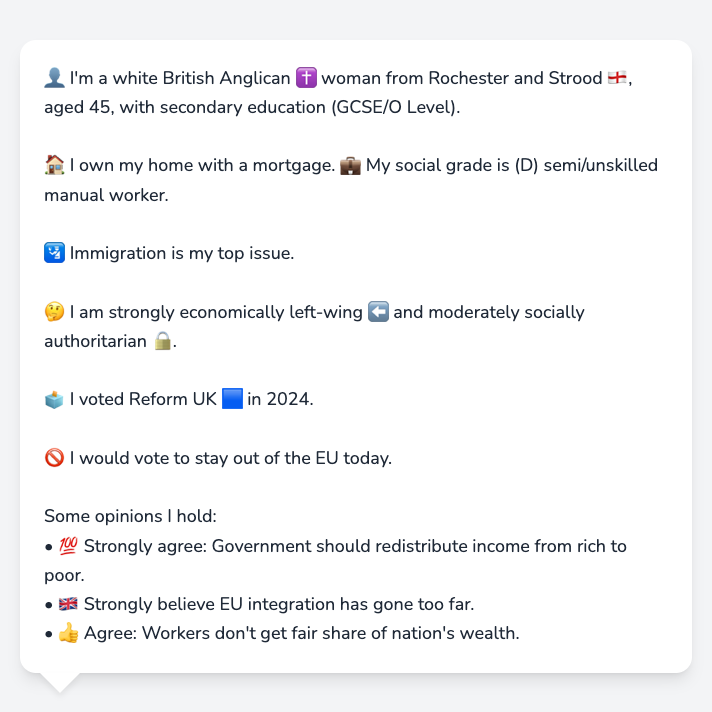 👤 I'm a white British Anglican ✝️ woman from Rochester and Strood 🏴󠁧󠁢󠁥󠁮󠁧󠁿,
aged 45, with secondary education (GCSE/O Level).
🏠 I own my home with a mortgage. 💼 My social grade is (D) semi/unskilled
manual worker.
🛂 Immigration is my top issue.
🤔 I am strongly economically left-wing ⬅️ and moderately socially
authoritarian 🔒.
🗳️ I voted Reform UK 🟦 in 2024.
🚫 I would vote to stay out of the EU today.
Some opinions I hold:
• 💯 Strongly agree: Government should redistribute income from rich to
poor.
• 🇬🇧 Strongly believe EU integration has gone too far.
• 👍 Agree: Workers don't get fair share of nation's wealth.